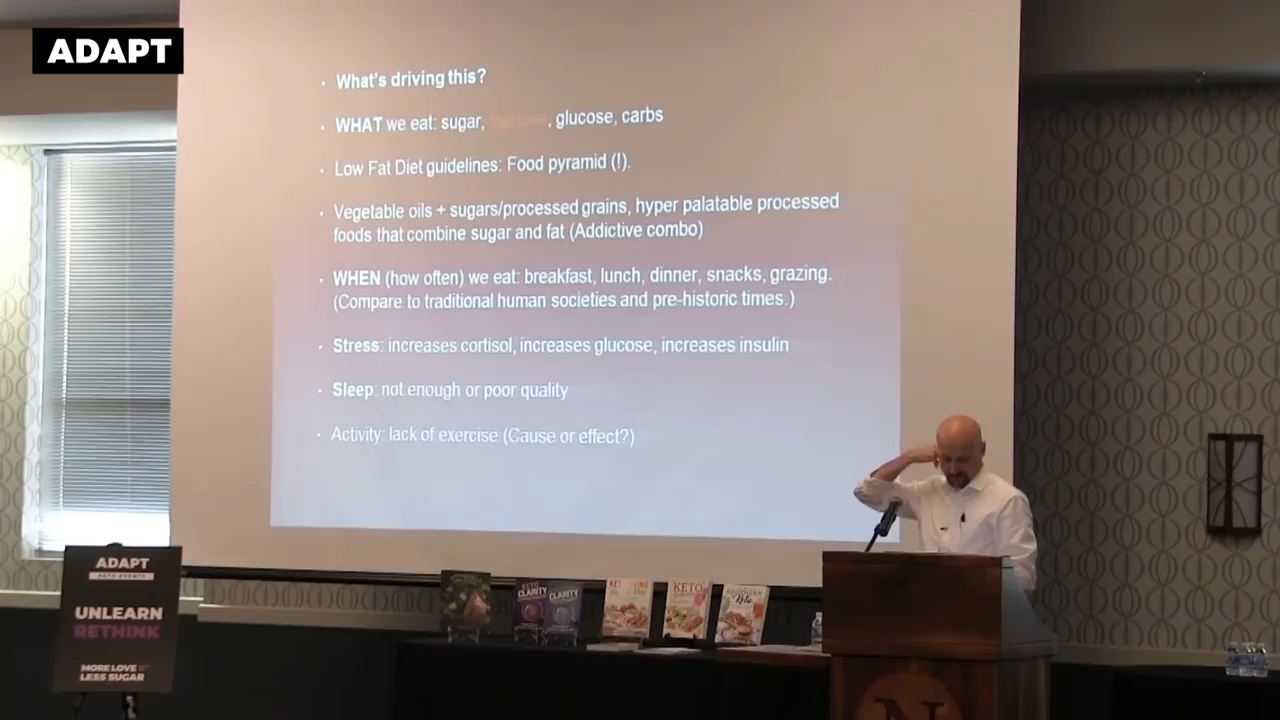 ADAPT
What's driving this?
WHAT we eat: sugar, , glucose, carbs
Low Fat Diet guidelines: Food pyramid (!).
Vegetable oils + sugars/processed grains, hyper palatable processed
foods that combine sugar and fat (Addictive combo)
WHEN (how often) we eat: breakfast, lunch, dinner, snacks, grazing.
(Compare to traditional human societies and pre-historic times.)
Stress: increases cortisol, increases glucose, increases insulin
Sleep: not enough or poor quality
Activity: lack of exercise (Cause or effect?)
ADAPT
UNLEARN
RETHINK
MORE LOVE
LESS SUGAR
KETO
CLARITY
CLARITY
KETO
N